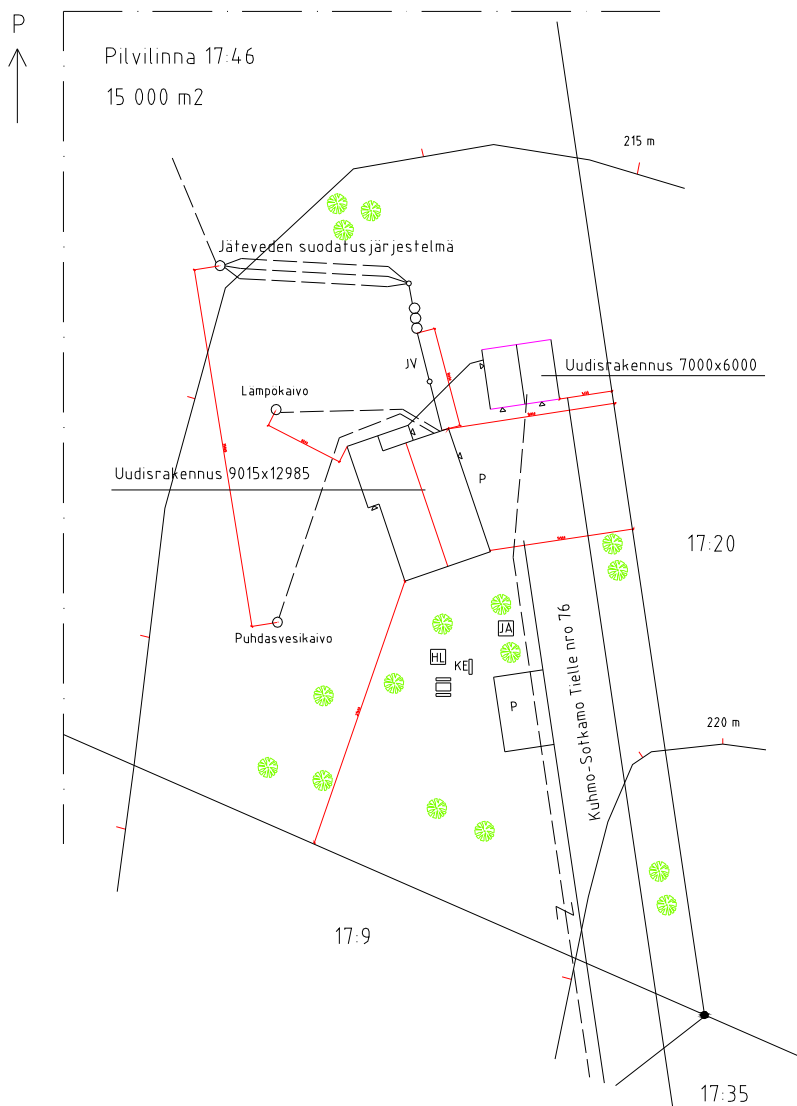 P
Pilvilinna 17:46
15 000 m2
215 m
Jäteveden suodatusjärjestelmä
JV
Uudisrakennus 7000x6000
Lampökaivo
Uudisrakennus 9015x12985
P
17:20
Puhdasvesikaivo
JA
HL
KE
P
Kuhmo-Sotkamo Tielle nro 76
220 m
17:9
17:35